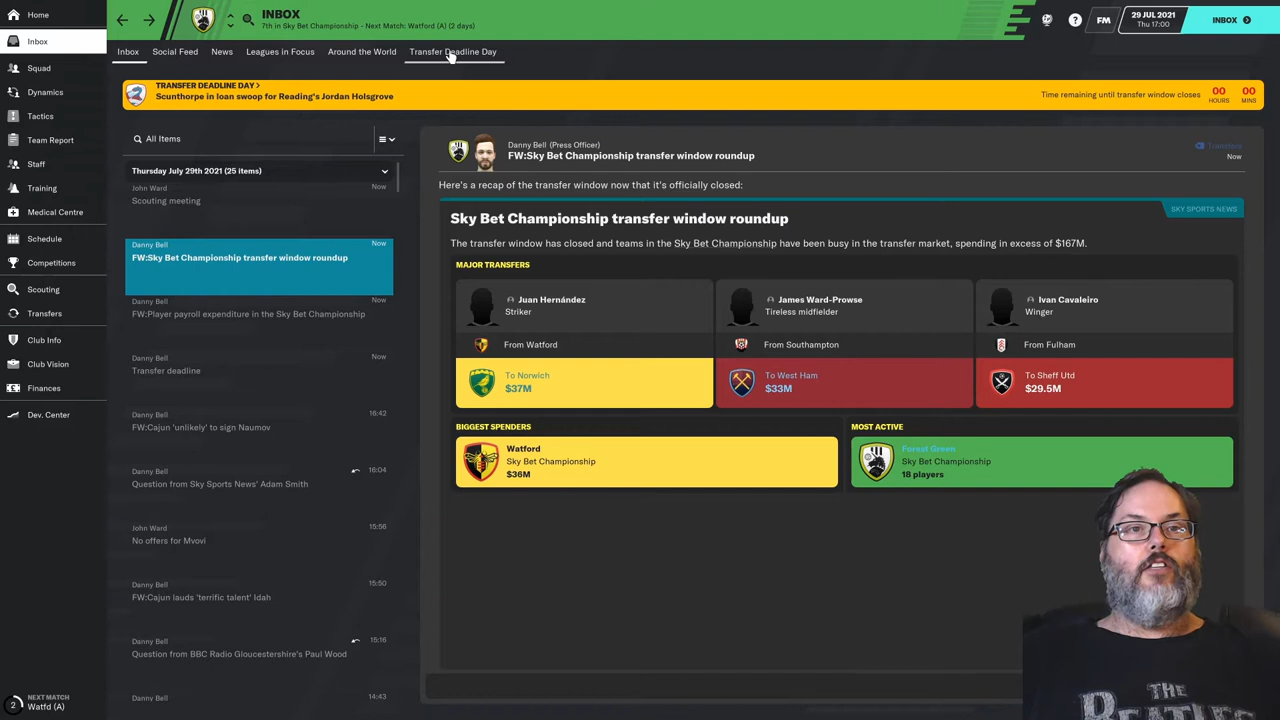 Home
INBOX
7th in Sky Bet Championship - Next Match: Watford (A) (2 days)
FM
29 JUL 2021
Thu 17:00
INBOX
Inbox
Squad
Dynamics
Tactics
Team Report
Staff
Training
Medical Centre
Schedule
Competitions
Scouting
Transfers
Club Info
Club Vision
Finances
Dev. Center
NEXT MATCH
2
Watfd (A)
Inbox
Social Feed
News
Leagues in Focus
Around the World
Transfer Deadline Day
TRANSFER DEADLINE DAY >
Scunthorpe in loan swoop for Reading's Jordan Holsgrove
Time remaining until transfer window closes
00 HOURS
00 MINS
All Items
Thursday July 29th 2021 (25 items)
John Ward
Now
Scouting meeting
Danny Bell
Now
FW:Sky Bet Championship transfer window roundup
Danny Bell
Now
FW:Player payroll expenditure in the Sky Bet Championship
Danny Bell
Now
Transfer deadline
Danny Bell
16:42
FW:Cajun 'unlikely' to sign Naumov
Danny Bell
16:04
Question from Sky Sports News' Adam Smith
John Ward
15:56
No offers for Mvovi
Danny Bell
15:50
FW:Cajun lauds 'terrific talent' Idah
Danny Bell
15:16
Question from BBC Radio Gloucestershire's Paul Wood
Danny Bell
14:43
Danny Bell (Press Officer)
FW:Sky Bet Championship transfer window roundup
Transfers
Now
Here's a recap of the transfer window now that it's officially closed:
SKY SPORTS NEWS
Sky Bet Championship transfer window roundup
The transfer window has closed and teams in the Sky Bet Championship have been busy in the transfer market, spending in excess of $167M.
MAJOR TRANSFERS
Juan Hernández
Striker
From Watford
To Norwich
$37M
James Ward-Prowse
Tireless midfielder
From Southampton
To West Ham
$33M
Ivan Cavaleiro
Winger
From Fulham
To Sheff Utd
$29.5M
BIGGEST SPENDERS
Watford
Sky Bet Championship
$36M
MOST ACTIVE
Forest Green
Sky Bet Championship
18 players
THE
BEATLES